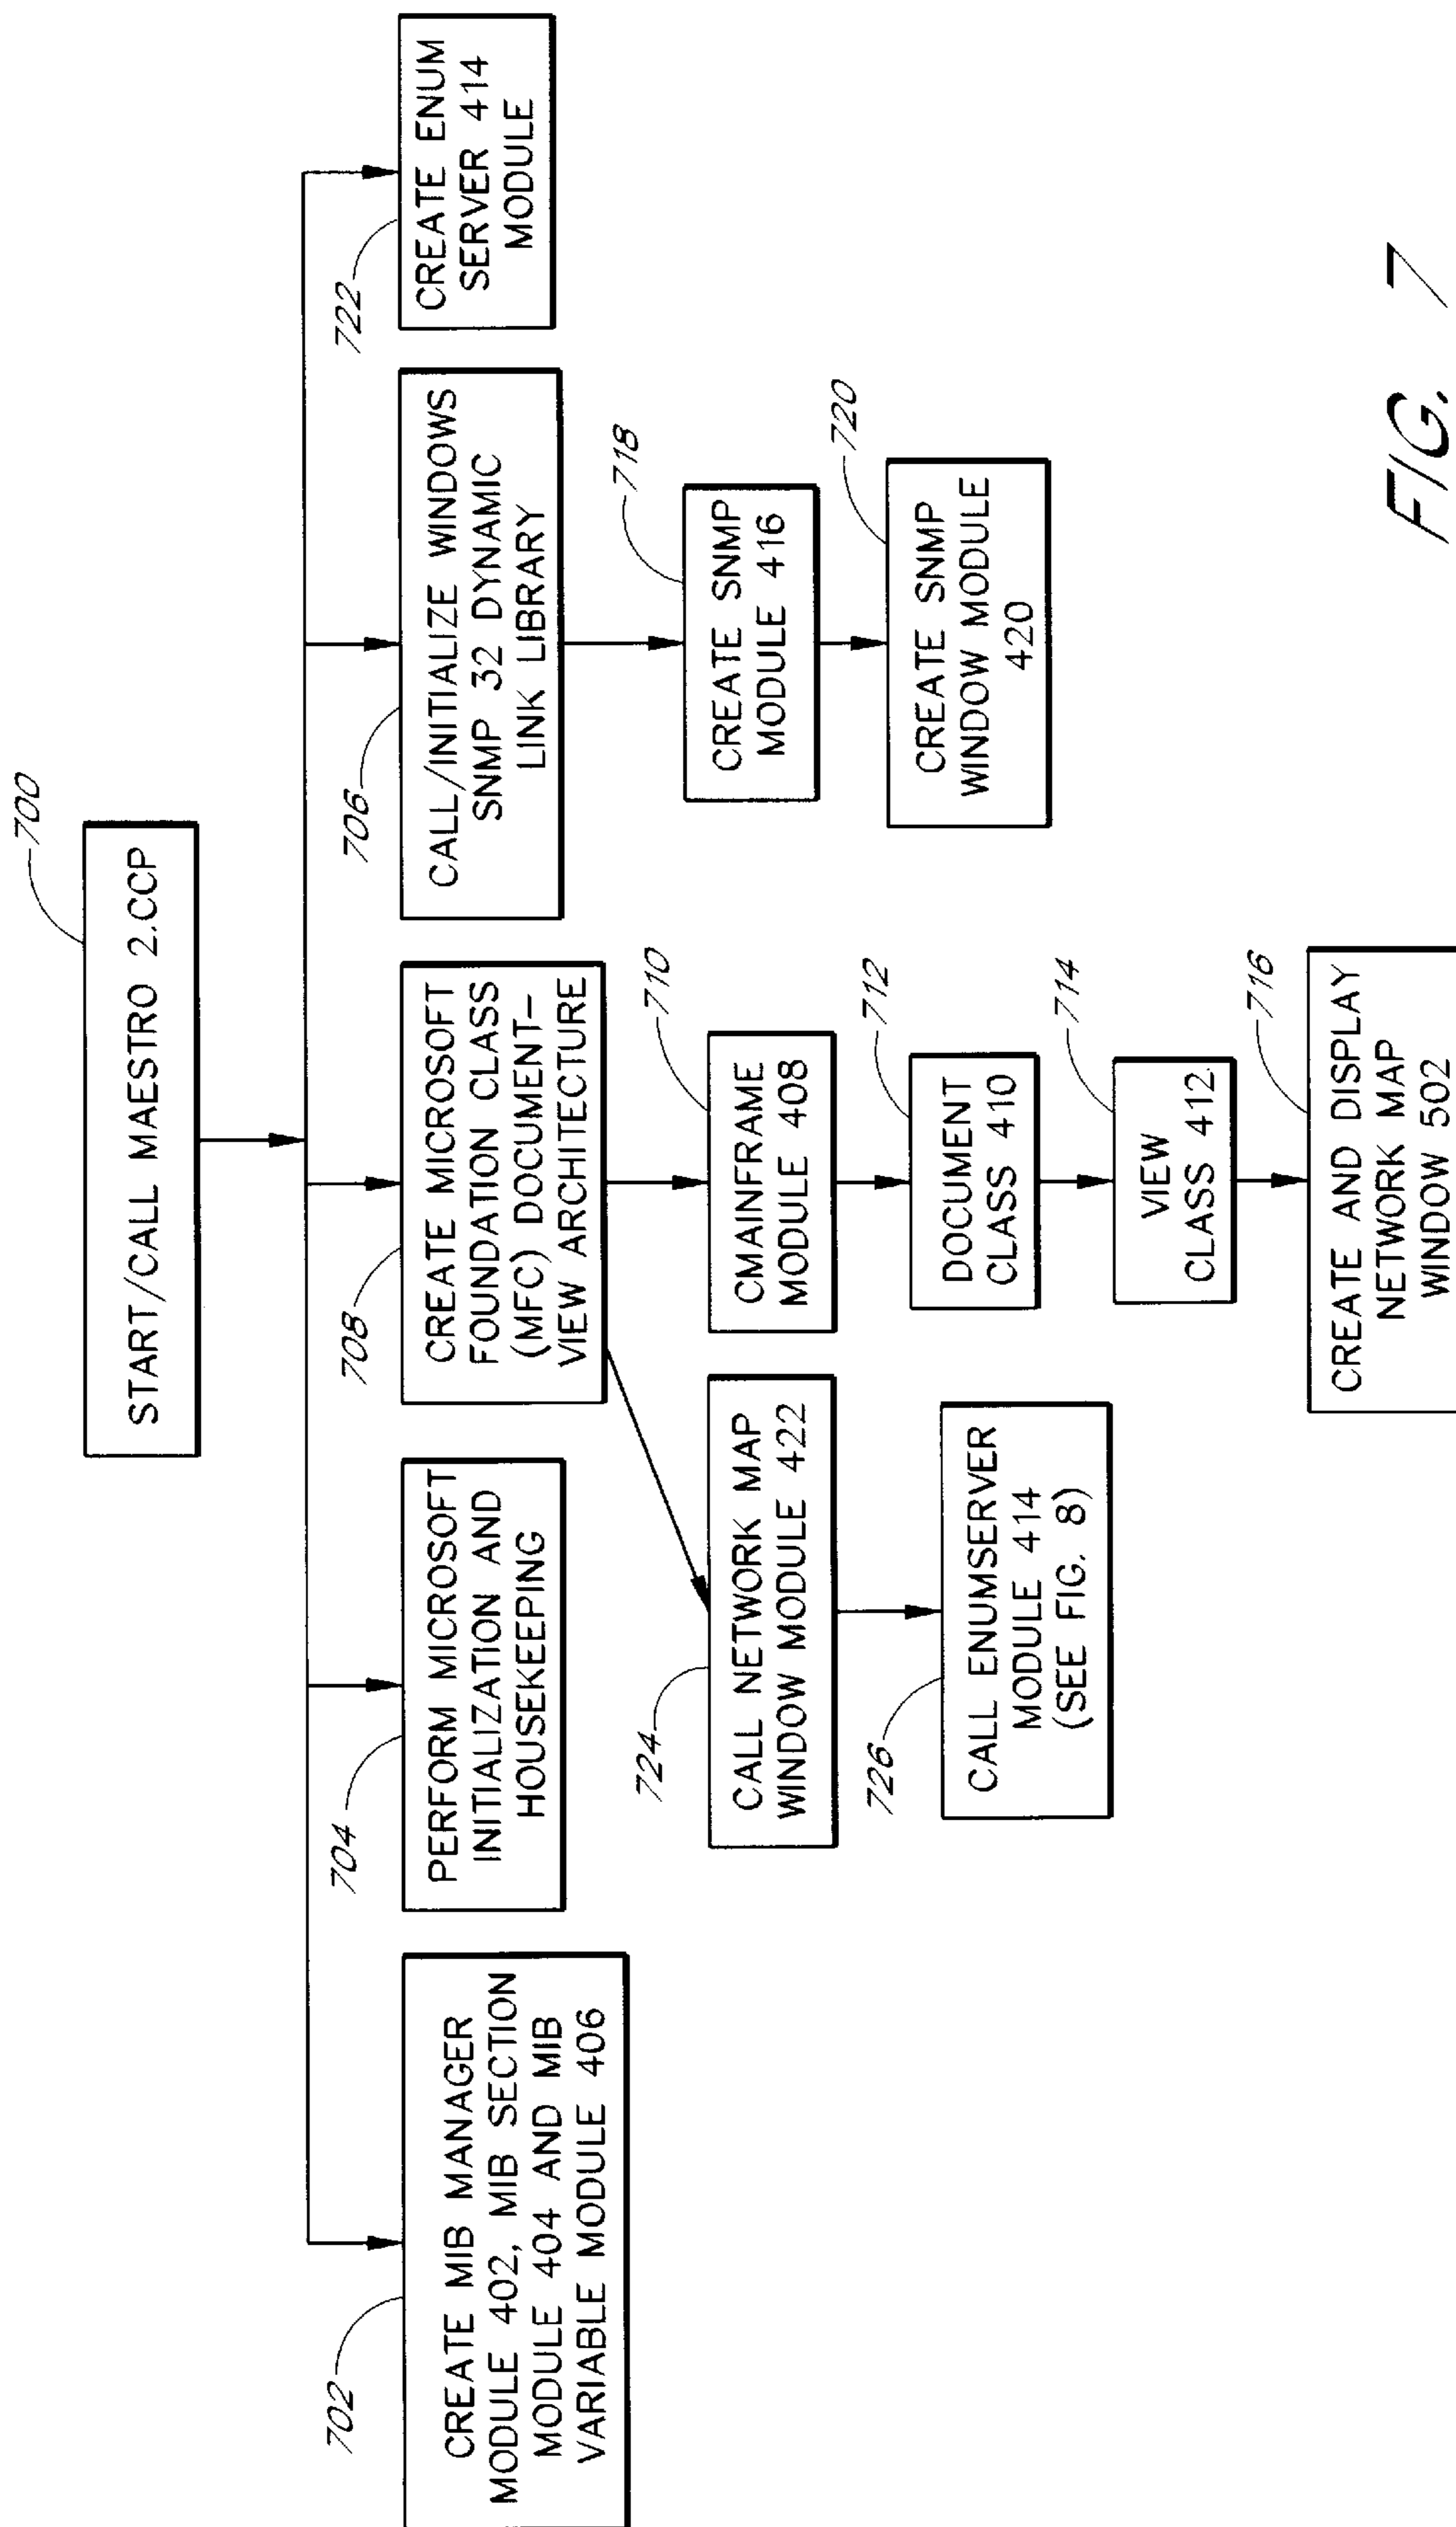 700
START/CALL MAESTRO 2.CCP
702
CREATE MIB MANAGER
MODULE 402, MIB SECTION
MODULE 404 AND MIB
VARIABLE MODULE 406
704
PERFORM MICROSOFT
INITIALIZATION AND
HOUSEKEEPING
708
CREATE MICROSOFT
FOUNDATION CLASS
(MFC) DOCUMENT–
VIEW ARCHITECTURE
706
CALL/INITIALIZE WINDOWS
SNMP 32 DYNAMIC
LINK LIBRARY
722
CREATE ENUM
SERVER 414
MODULE
724
CALL NETWORK MAP
WINDOW MODULE 422
726
CALL ENUMSERVER
MODULE 414
(SEE FIG. 8)
710
CMAINFRAME
MODULE 408
712
DOCUMENT
CLASS 410
714
VIEW
CLASS 412
716
CREATE AND DISPLAY
NETWORK MAP
WINDOW 502
718
CREATE SNMP
MODULE 416
720
CREATE SNMP
WINDOW MODULE
420
FIG. 7